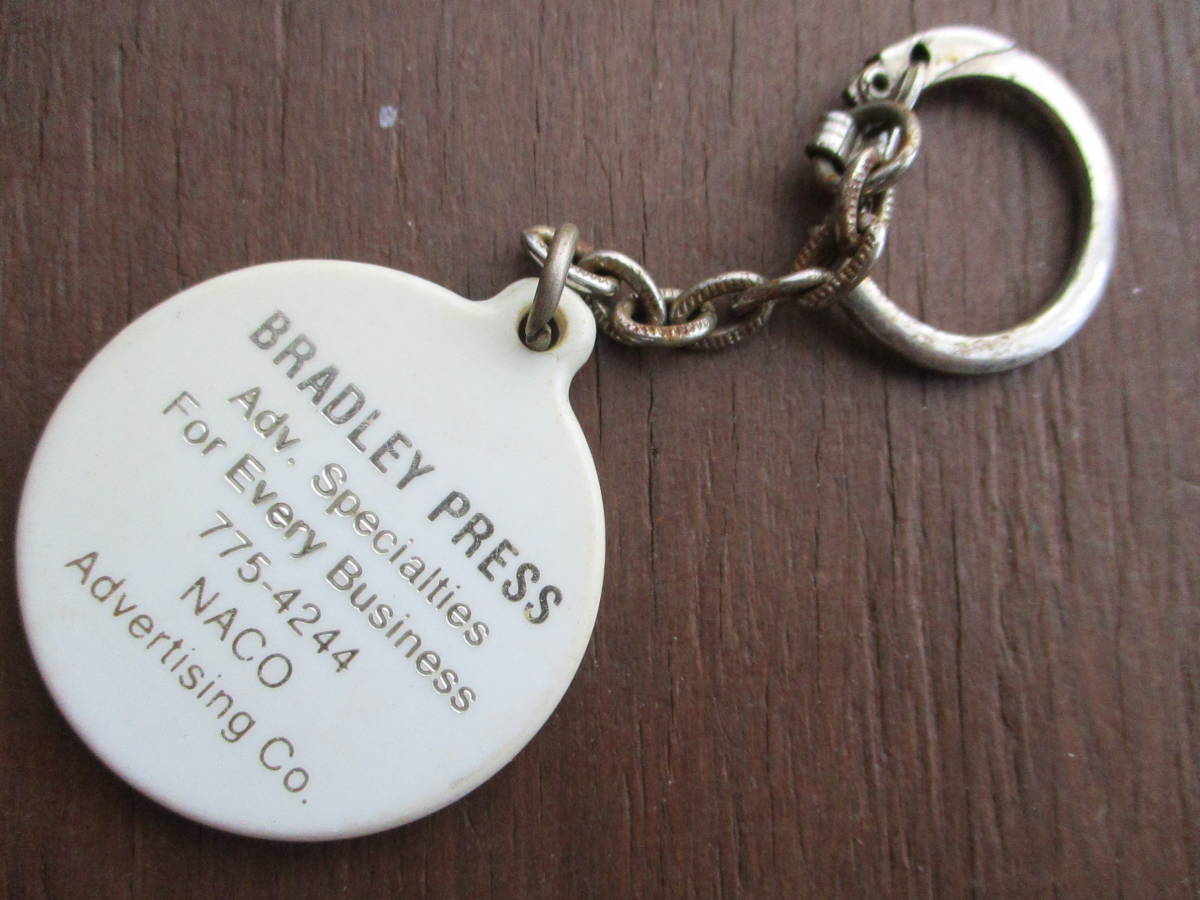 BRADLEY PRESS
Adv. Specialties
For Every Business
775-4244
NACO
Advertising Co.